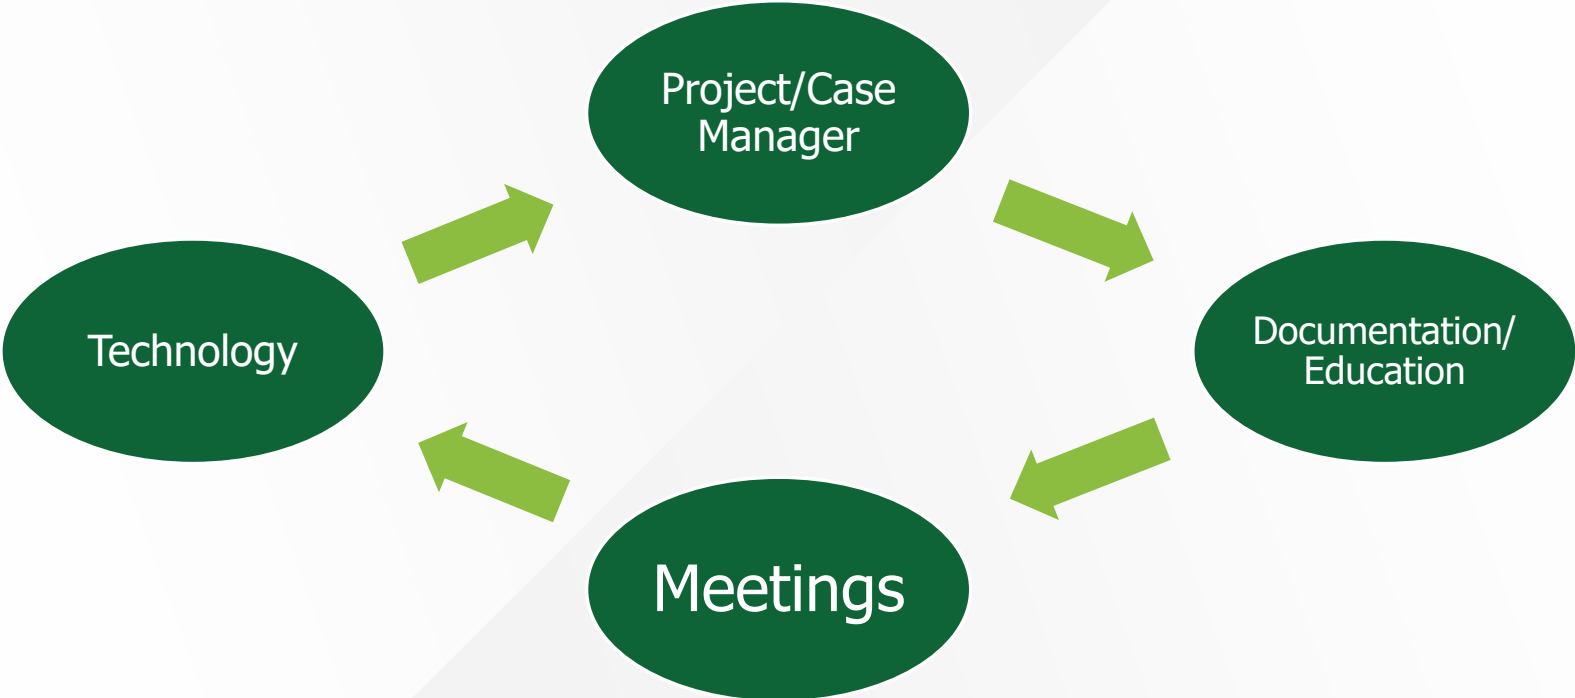 Project/Case
Manager
Technology
Documentation/
Education
Meetings